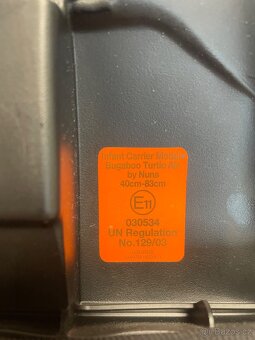 Infant Carrier Module
Bugaboo Turtle Air
by Nuna
40cm-83cm
E11
030534
UN Regulation
No.129/03